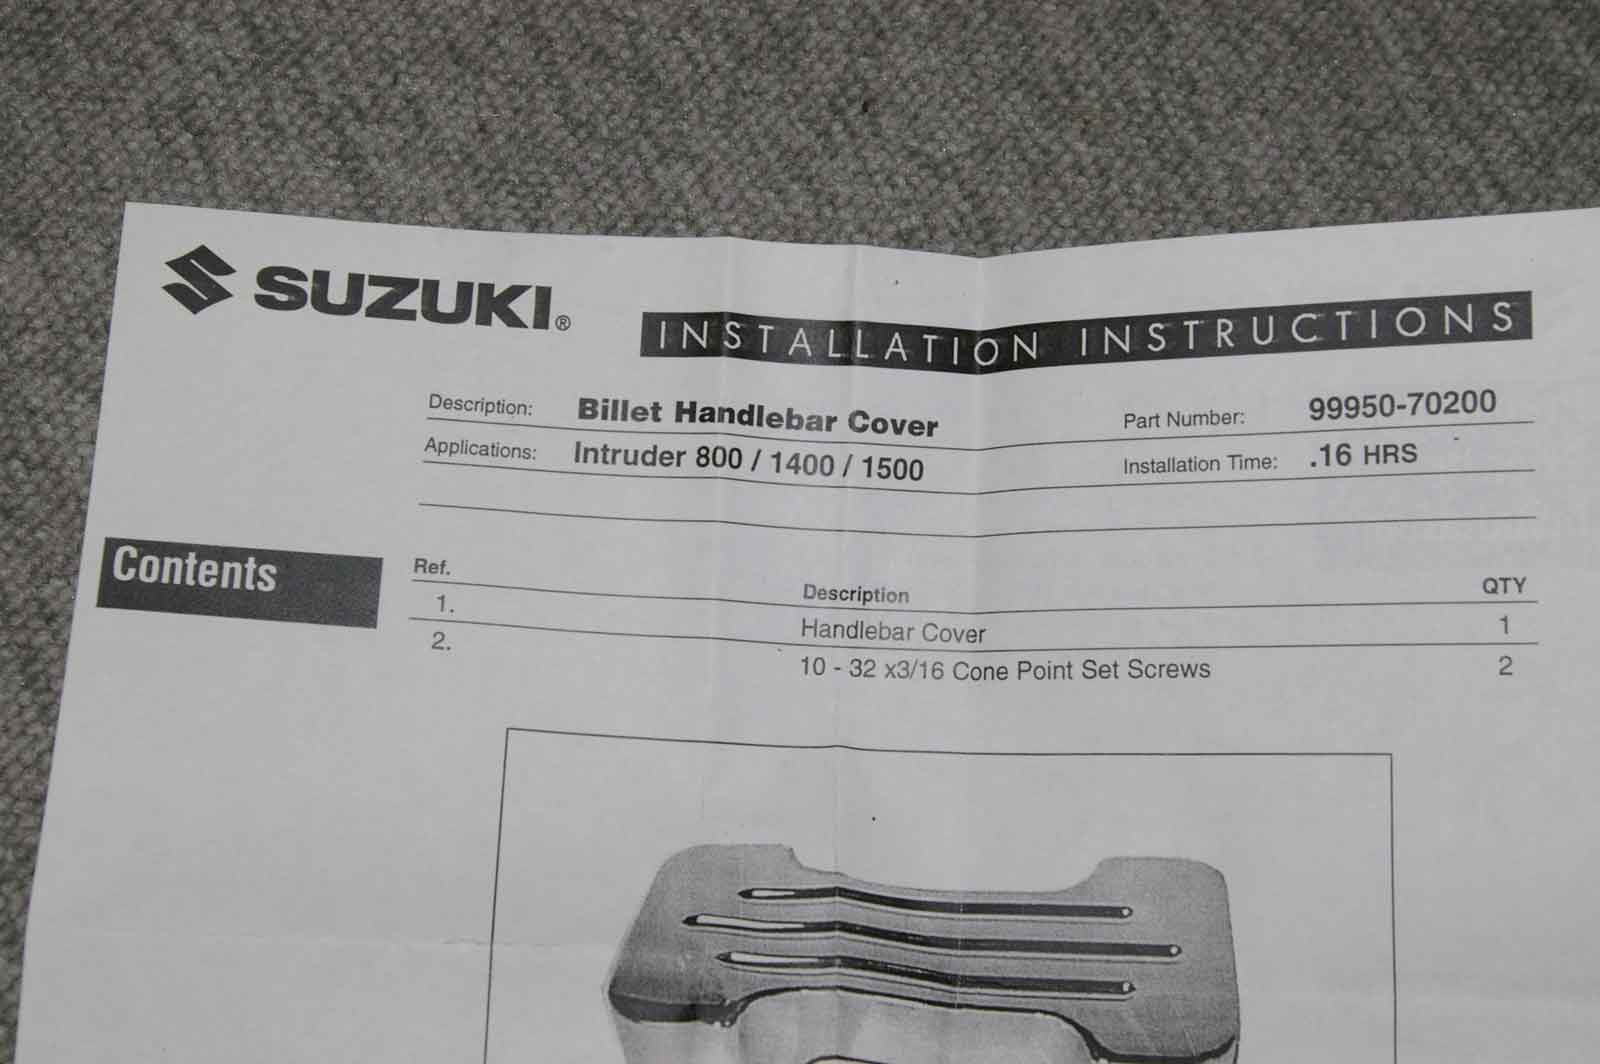 SUZUKI®
INSTALLATION INSTRUCTIONS
Description: Billet Handlebar Cover Part Number: 99950-70200
Applications: Intruder 800 / 1400 / 1500 Installation Time: .16 HRS
Contents
Ref. Description QTY
1. Handlebar Cover 1
2. 10 - 32 x3/16 Cone Point Set Screws 2